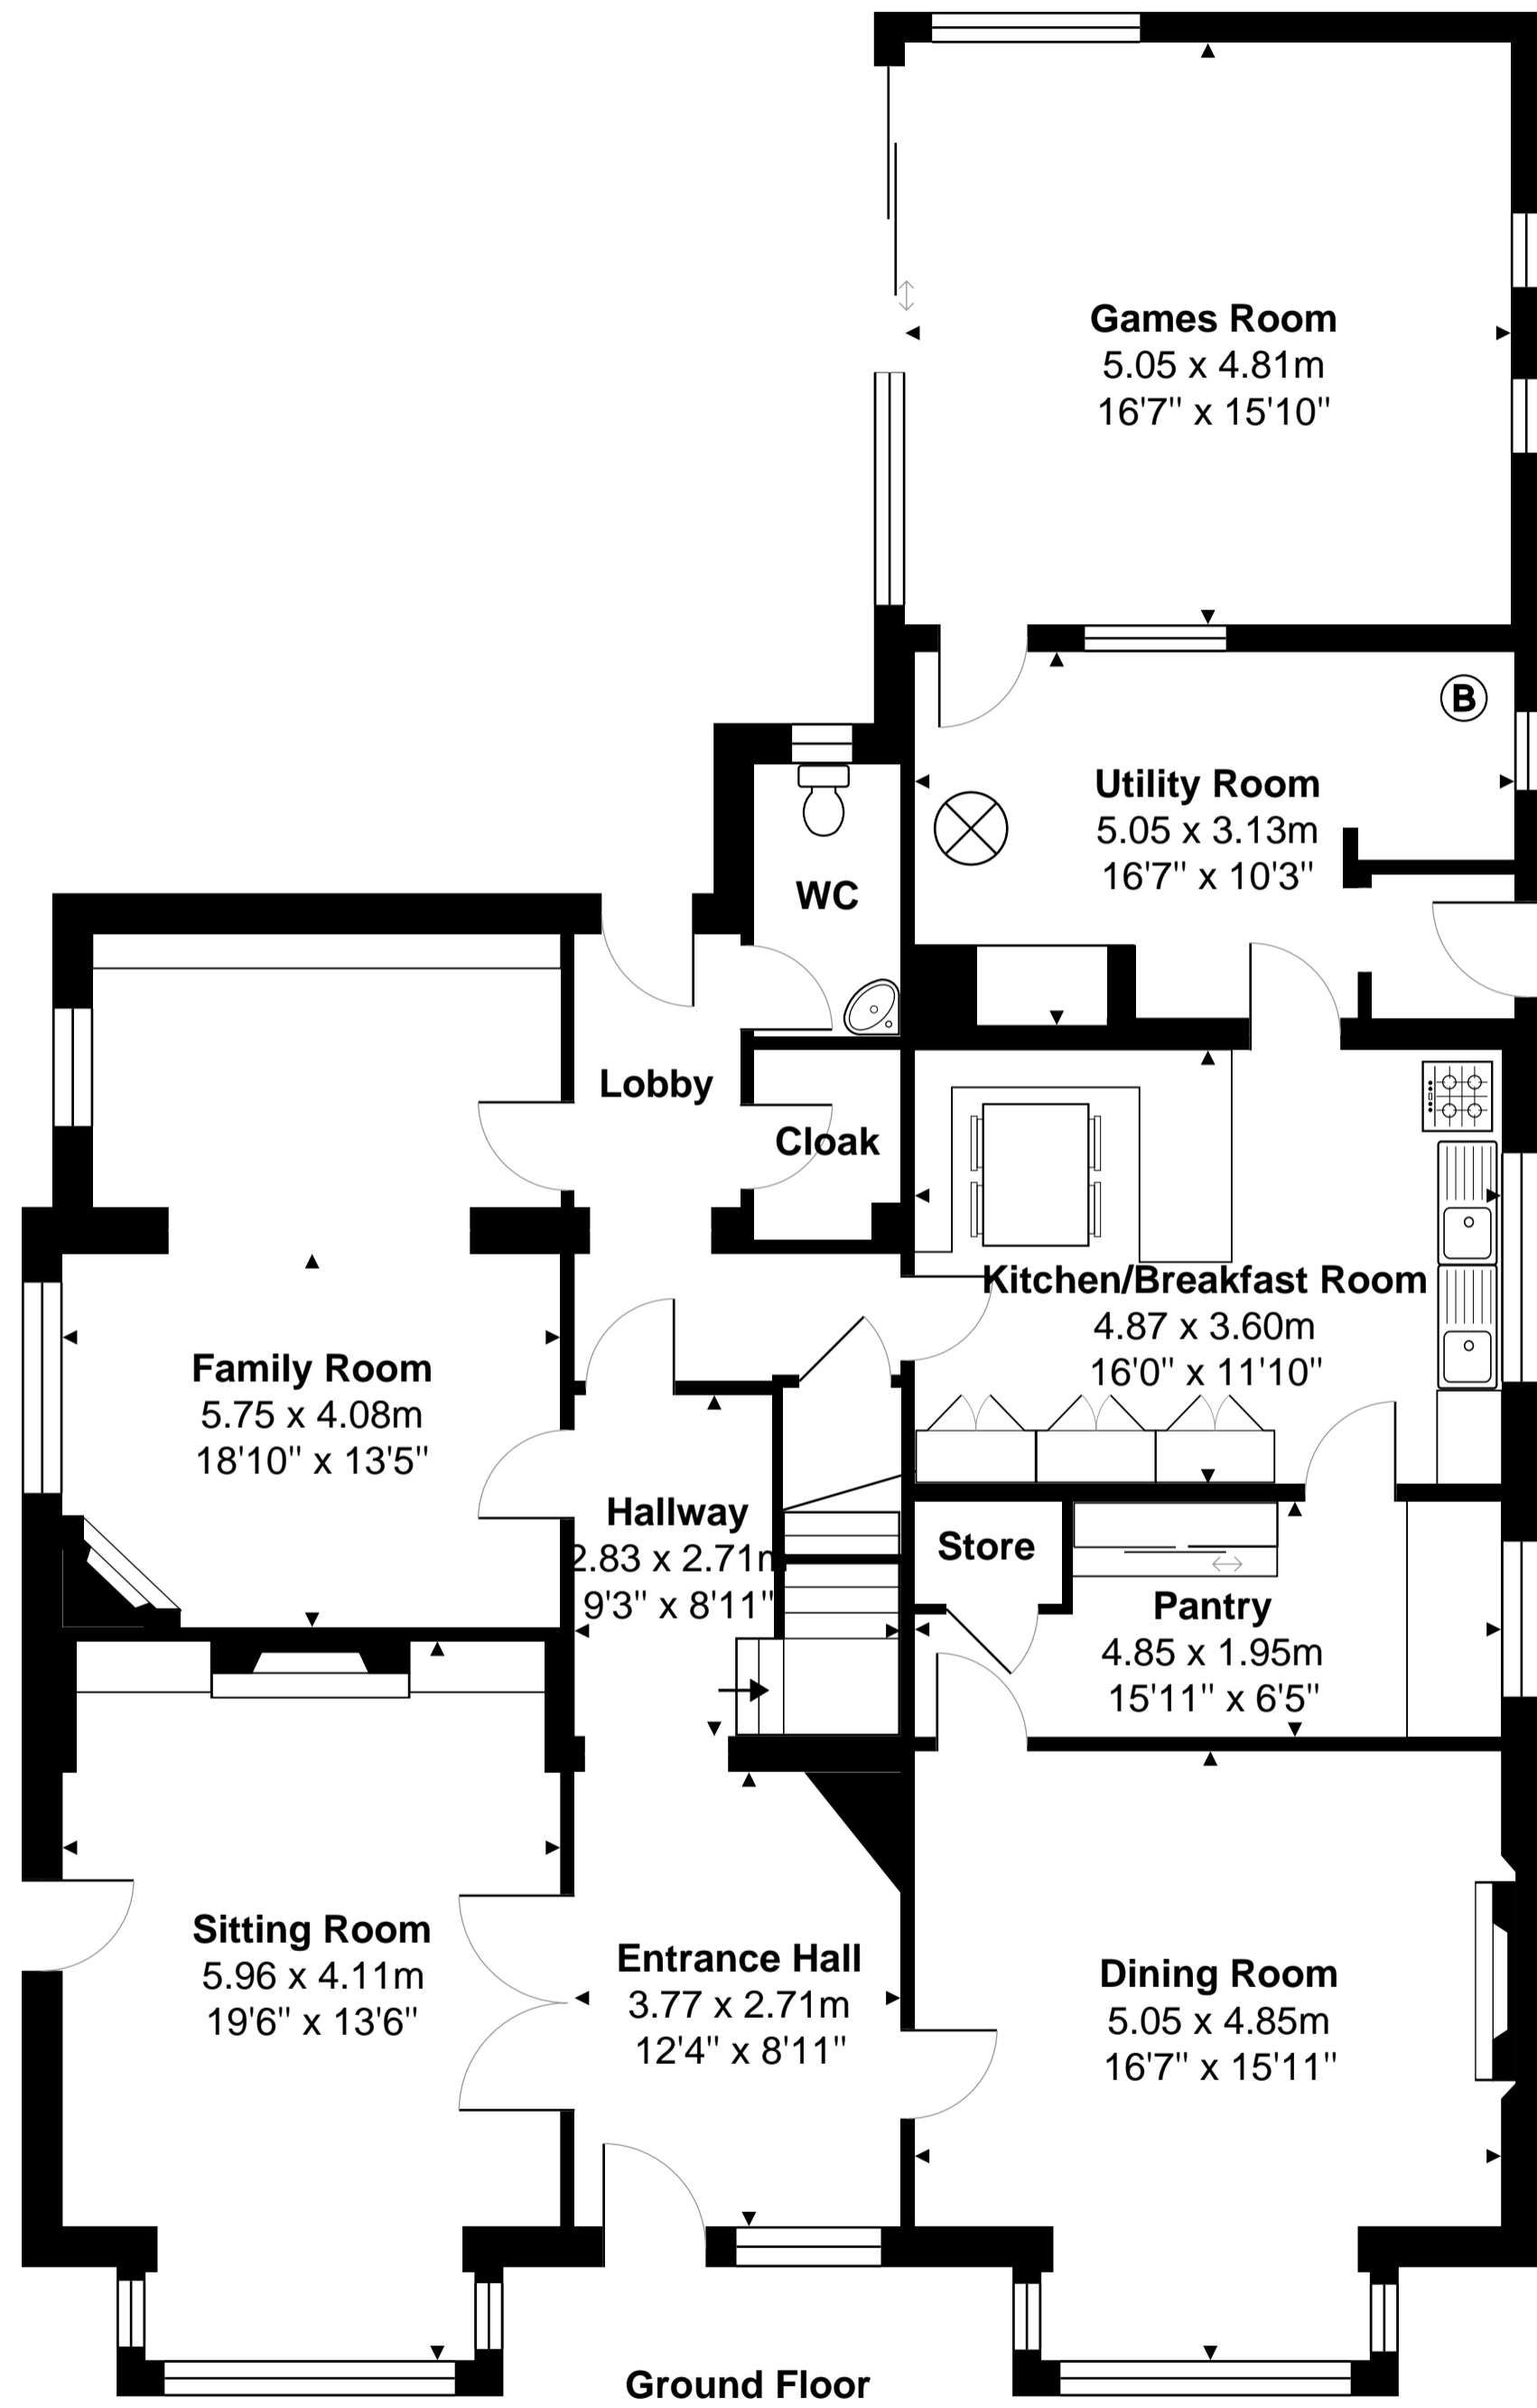 Games Room
5.05 x 4.81m
16'7" x 15'10"
B
Utility Room
5.05 x 3.13m
16'7" x 10'3"
WC
Lobby
Cloak
Kitchen/Breakfast Room
4.87 x 3.60m
16'0" x 11'10"
Family Room
5.75 x 4.08m
18'10" x 13'5"
Hallway
2.83 x 2.71m
9'3" x 8'11"
Store
Pantry
4.85 x 1.95m
15'11" x 6'5"
Sitting Room
5.96 x 4.11m
19'6" x 13'6"
Entrance Hall
3.77 x 2.71m
12'4" x 8'11"
Dining Room
5.05 x 4.85m
16'7" x 15'11"
Ground Floor